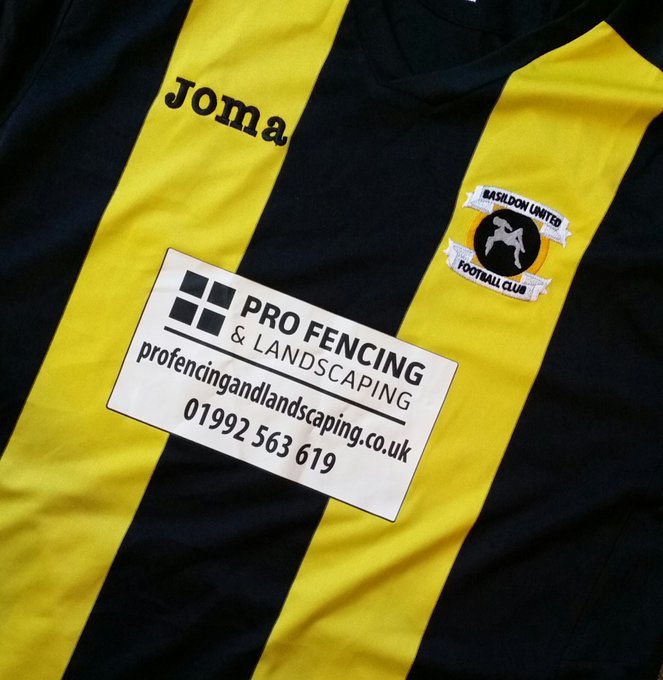 Joma
BASILDON UNITED
FOOTBALL CLUB
PRO FENCING
& LANDSCAPING
profencingandlandscaping.co.uk
01992 563 619